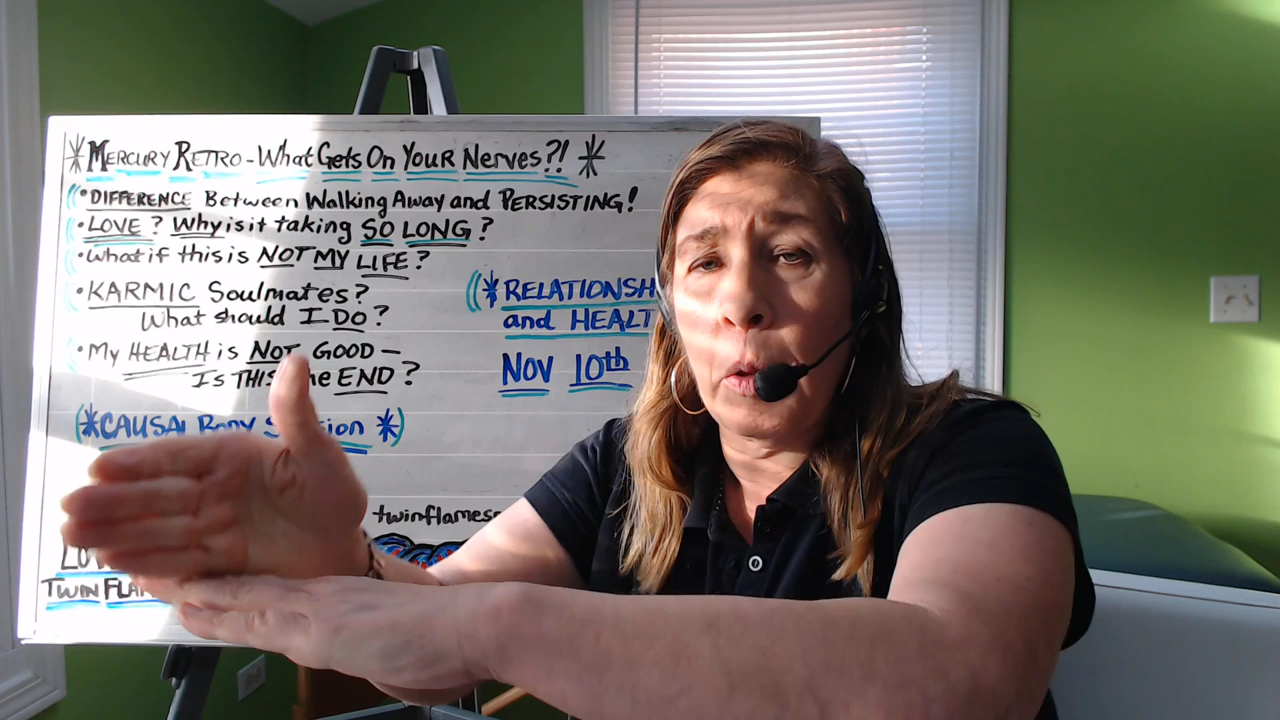 * MERCURY RETRO - What Gets On Your Nerves?! *
• DIFFERENCE Between Walking Away and PERSISTING!
• LOVE? Why is it taking SO LONG?
• What if this is NOT MY LIFE?
• KARMIC Soulmates?
What should I DO?
• My HEALTH is NOT GOOD —
Is THIS the END?
* RELATIONSH
and HEALT
Nov 10th
* CAUSAL Body *
twinflames
TWIN